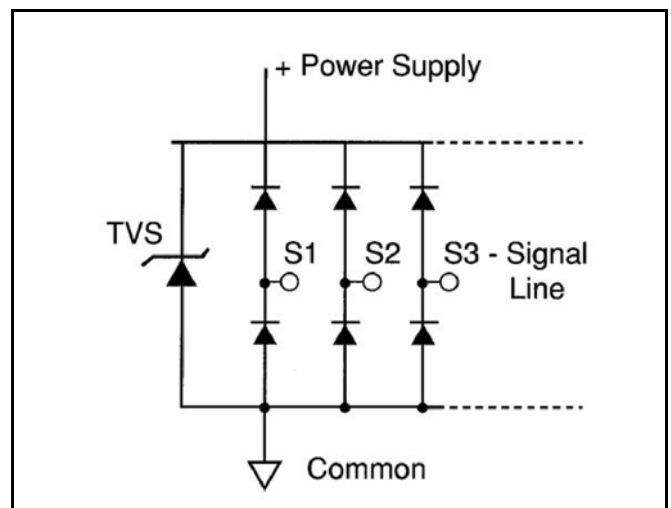 + Power Supply
TVS
S1
S2
S3 - Signal
Line
Common